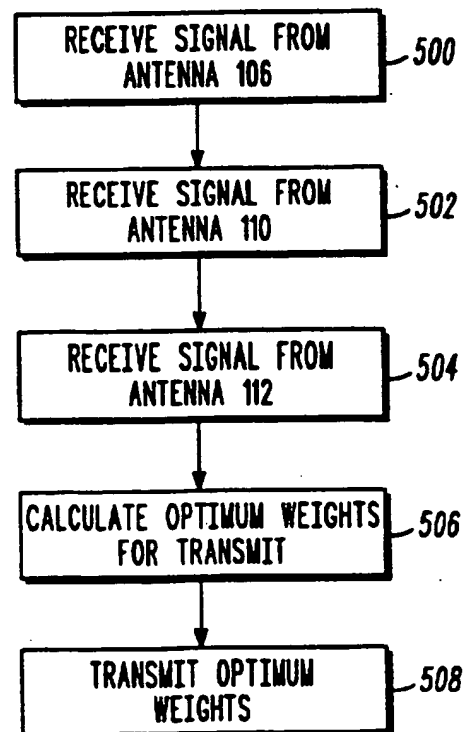 RECEIVE SIGNAL FROM
ANTENNA 106
500
RECEIVE SIGNAL FROM
ANTENNA 110
502
RECEIVE SIGNAL FROM
ANTENNA 112
504
CALCULATE OPTIMUM WEIGHTS
FOR TRANSMIT
506
TRANSMIT OPTIMUM
WEIGHTS
508